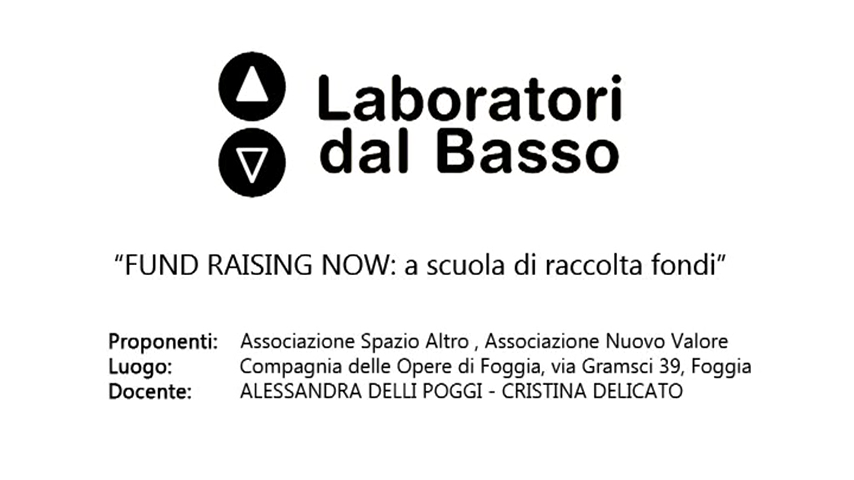 Laboratori
dal Basso
“FUND RAISING NOW: a scuola di raccolta fondi”
Proponenti: Associazione Spazio Altro , Associazione Nuovo Valore
Luogo: Compagnia delle Opere di Foggia, via Gramsci 39, Foggia
Docente: ALESSANDRA DELLI POGGI - CRISTINA DELICATO